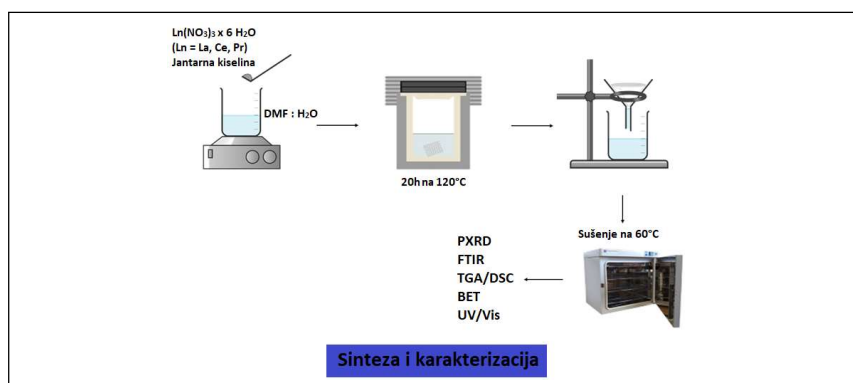 Ln(NO₃)₃ x 6 H₂O
(Ln = La, Ce, Pr)
Jantarna kiselina
DMF : H₂O
20h na 120°C
Sušenje na 60°C
PXRD
FTIR
TGA/DSC
BET
UV/Vis
Sinteza i karakterizacija